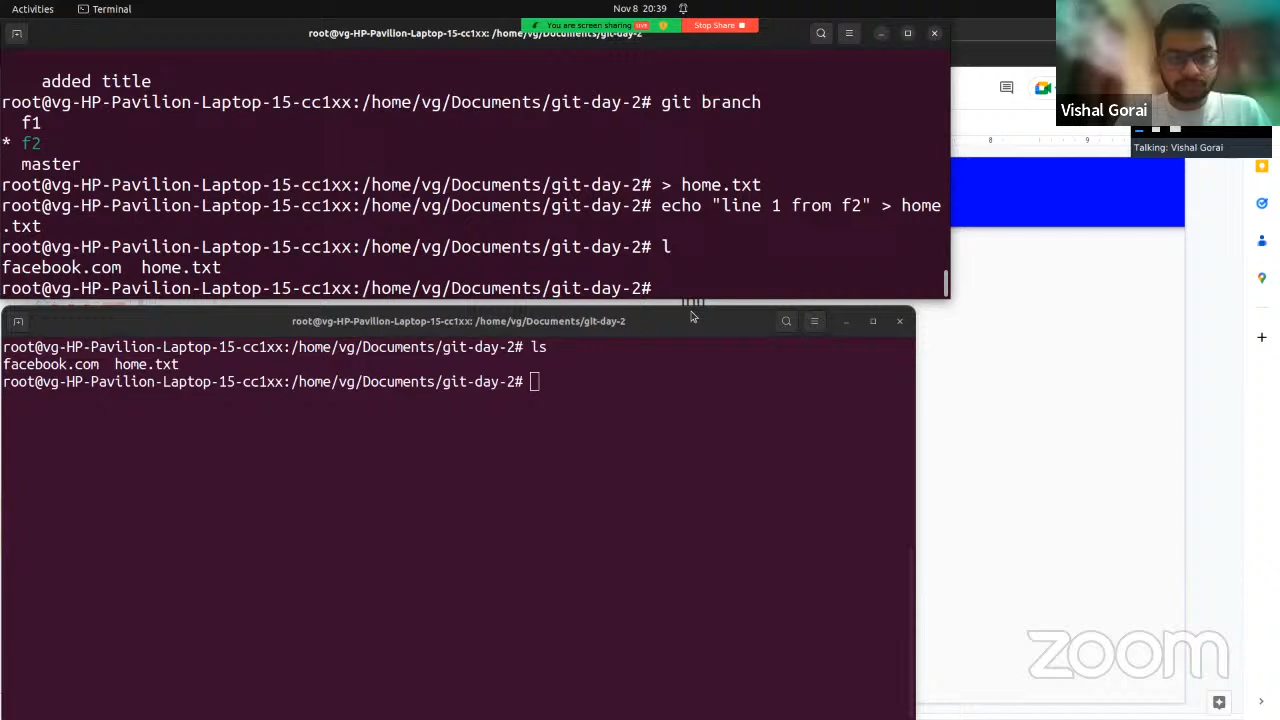 Activities
Terminal
Nov 8 20:39
You are screen sharing LIVE
Stop Share
root@vg-HP-Pavilion-Laptop-15-cc1xx: /home/vg/Documents/git-day-2
added title
root@vg-HP-Pavilion-Laptop-15-cc1xx:/home/vg/Documents/git-day-2# git branch
f1
* f2
master
root@vg-HP-Pavilion-Laptop-15-cc1xx:/home/vg/Documents/git-day-2# > home.txt
root@vg-HP-Pavilion-Laptop-15-cc1xx:/home/vg/Documents/git-day-2# echo "line 1 from f2" > home
.txt
root@vg-HP-Pavilion-Laptop-15-cc1xx:/home/vg/Documents/git-day-2# l
facebook.com home.txt
root@vg-HP-Pavilion-Laptop-15-cc1xx:/home/vg/Documents/git-day-2#
Vishal Gorai
Talking: Vishal Gorai
8
9
root@vg-HP-Pavilion-Laptop-15-cc1xx: /home/vg/Documents/git-day-2
root@vg-HP-Pavilion-Laptop-15-cc1xx:/home/vg/Documents/git-day-2# ls
facebook.com home.txt
root@vg-HP-Pavilion-Laptop-15-cc1xx:/home/vg/Documents/git-day-2#
zoom